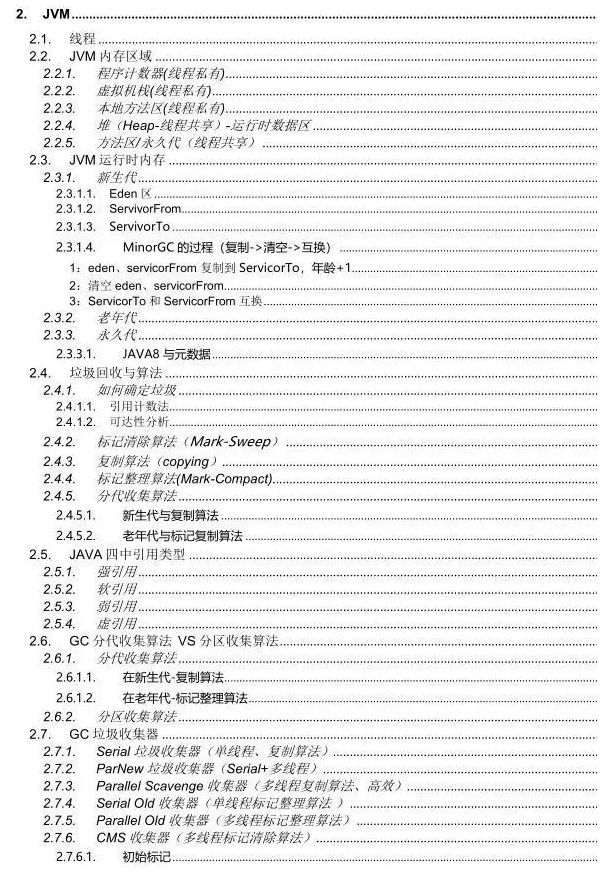 2. JVM
2.1. 线程
2.2. JVM 内存区域
2.2.1. 程序计数器(线程私有)
2.2.2. 虚拟机栈(线程私有)
2.2.3. 本地方法区(线程私有)
2.2.4. 堆（Heap-线程共享）-运行时数据区
2.2.5. 方法区/永久代（线程共享）
2.3. JVM 运行时内存
2.3.1. 新生代
2.3.1.1. Eden 区
2.3.1.2. ServivorFrom
2.3.1.3. ServivorTo
2.3.1.4. MinorGC 的过程（复制->清空->互换）
1：eden、servicorFrom 复制到 ServicorTo，年龄+1
2：清空 eden、servicorFrom
3：ServicorTo 和 ServicorFrom 互换
2.3.2. 老年代
2.3.3. 永久代
2.3.3.1. JAVA8 与元数据
2.4. 垃圾回收与算法
2.4.1. 如何确定垃圾
2.4.1.1. 引用计数法
2.4.1.2. 可达性分析
2.4.2. 标记清除算法（Mark-Sweep）
2.4.3. 复制算法（copying）
2.4.4. 标记整理算法(Mark-Compact)
2.4.5. 分代收集算法
2.4.5.1. 新生代与复制算法
2.4.5.2. 老年代与标记复制算法
2.5. JAVA 四中引用类型
2.5.1. 强引用
2.5.2. 软引用
2.5.3. 弱引用
2.5.4. 虚引用
2.6. GC 分代收集算法 VS 分区收集算法
2.6.1. 分代收集算法
2.6.1.1. 在新生代-复制算法
2.6.1.2. 在老年代-标记整理算法
2.6.2. 分区收集算法
2.7. GC 垃圾收集器
2.7.1. Serial 垃圾收集器（单线程、复制算法）
2.7.2. ParNew 垃圾收集器（Serial+多线程）
2.7.3. Parallel Scavenge 收集器（多线程复制算法、高效）
2.7.4. Serial Old 收集器（单线程标记整理算法 ）
2.7.5. Parallel Old 收集器（多线程标记整理算法）
2.7.6. CMS 收集器（多线程标记清除算法）
2.7.6.1. 初始标记